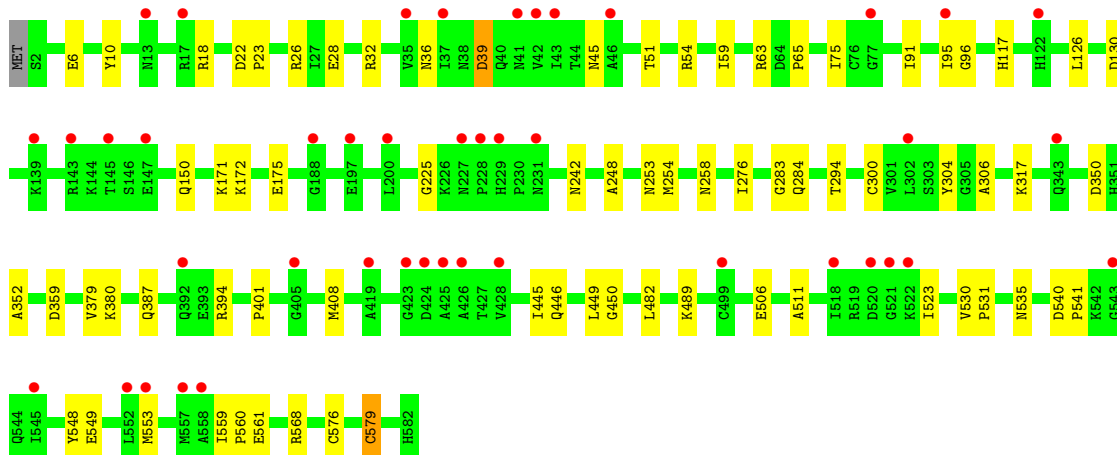 MET S2 E6 Y10 N13 R17 R18 D22 P23 R26 I27 E28 R32 V35 N36 I37 N38 D39 Q40 N41 V42 I43 T44 N45 A46 T51 R54 I59 R63 D64 P65 I75 C76 G77 I91 I95 G96 H117 H122 L126 D130
K139 R143 K144 T145 S146 E147 Q150 K171 K172 E175 G188 E197 L200 G225 K226 N227 P228 H229 P230 N231 N242 A248 N253 M254 N258 I276 G283 Q284 T294 C300 V301 L302 S303 Y304 G305 A306 K317 Q343 D350 H351
A352 D359 V379 K380 Q387 Q392 E393 R394 P401 G405 M408 A419 G423 D424 A425 A426 T427 V428 I445 Q446 L449 G450 L482 K489 C499 E506 A511 I518 R519 D520 G521 K522 I523 V530 P531 N535 D540 P541 K542 G543
Q544 I545 Y548 E549 L552 M553 M557 A558 I559 P560 E561 R568 C576 C579 H582